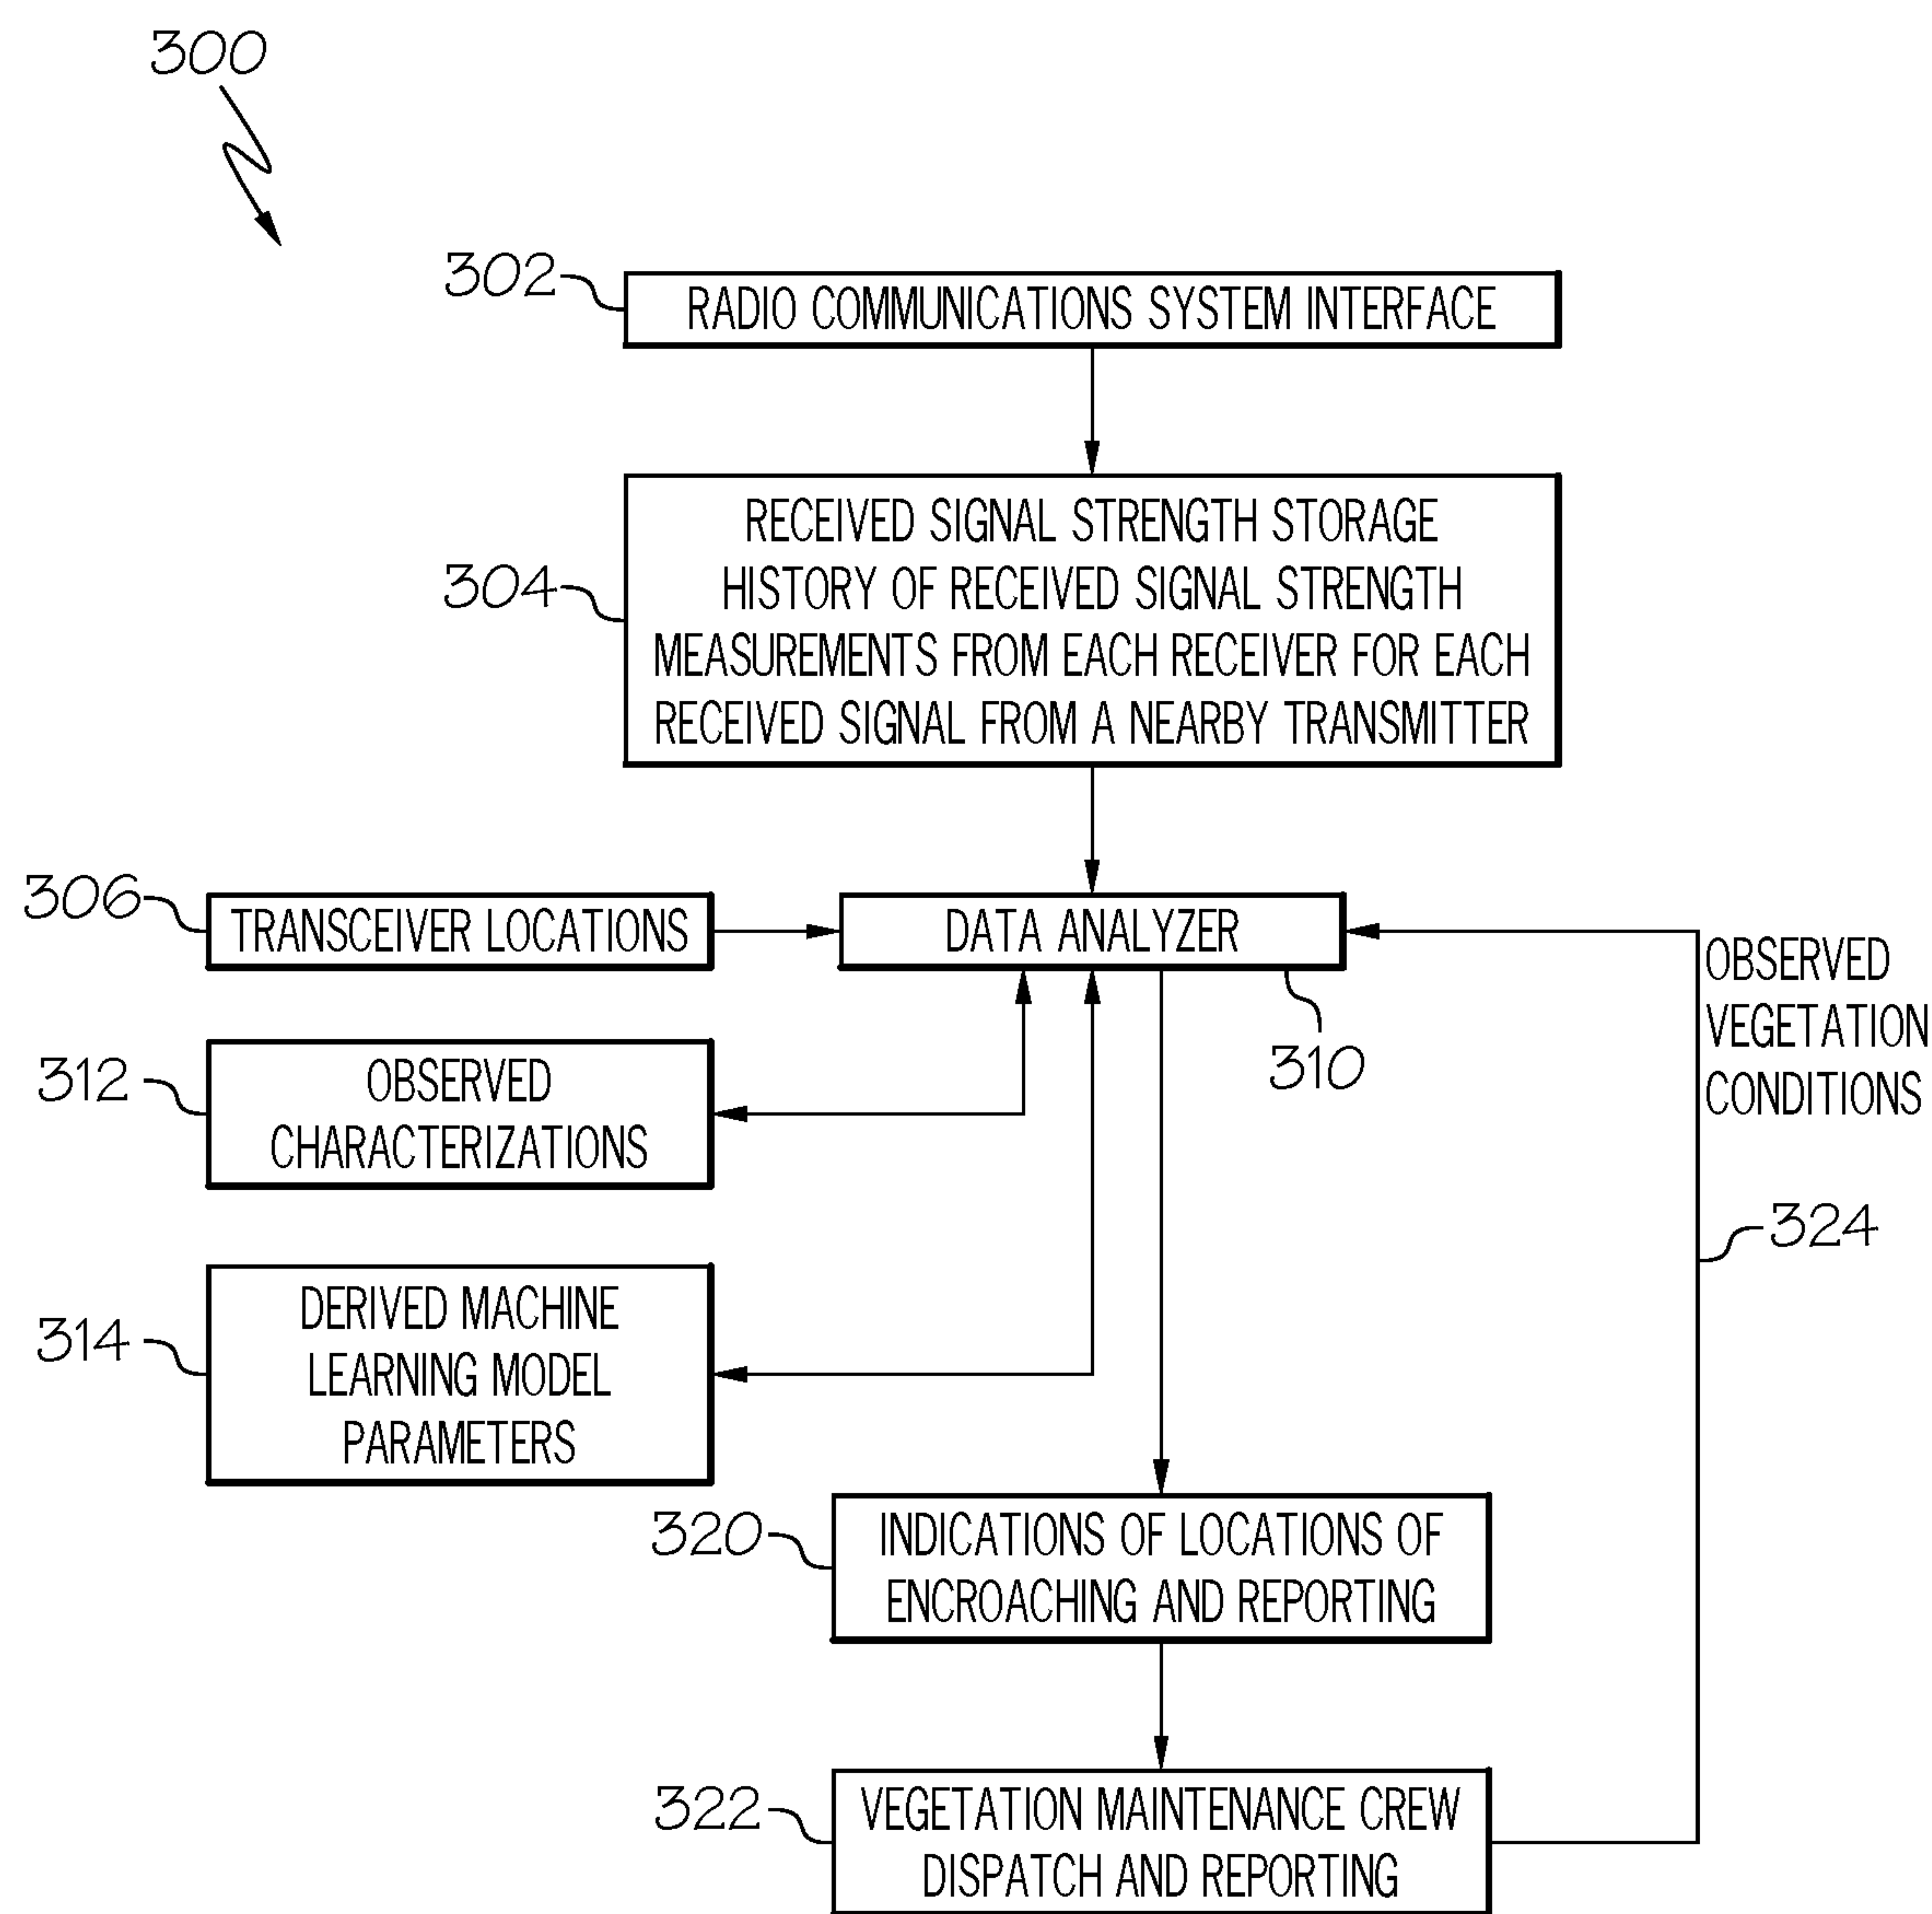 300
302
RADIO COMMUNICATIONS SYSTEM INTERFACE
304
RECEIVED SIGNAL STRENGTH STORAGE
HISTORY OF RECEIVED SIGNAL STRENGTH
MEASUREMENTS FROM EACH RECEIVER FOR EACH
RECEIVED SIGNAL FROM A NEARBY TRANSMITTER
306
TRANSCEIVER LOCATIONS
DATA ANALYZER
310
OBSERVED
VEGETATION
CONDITIONS
312
OBSERVED
CHARACTERIZATIONS
324
314
DERIVED MACHINE
LEARNING MODEL
PARAMETERS
320
INDICATIONS OF LOCATIONS OF
ENCROACHING AND REPORTING
322
VEGETATION MAINTENANCE CREW
DISPATCH AND REPORTING